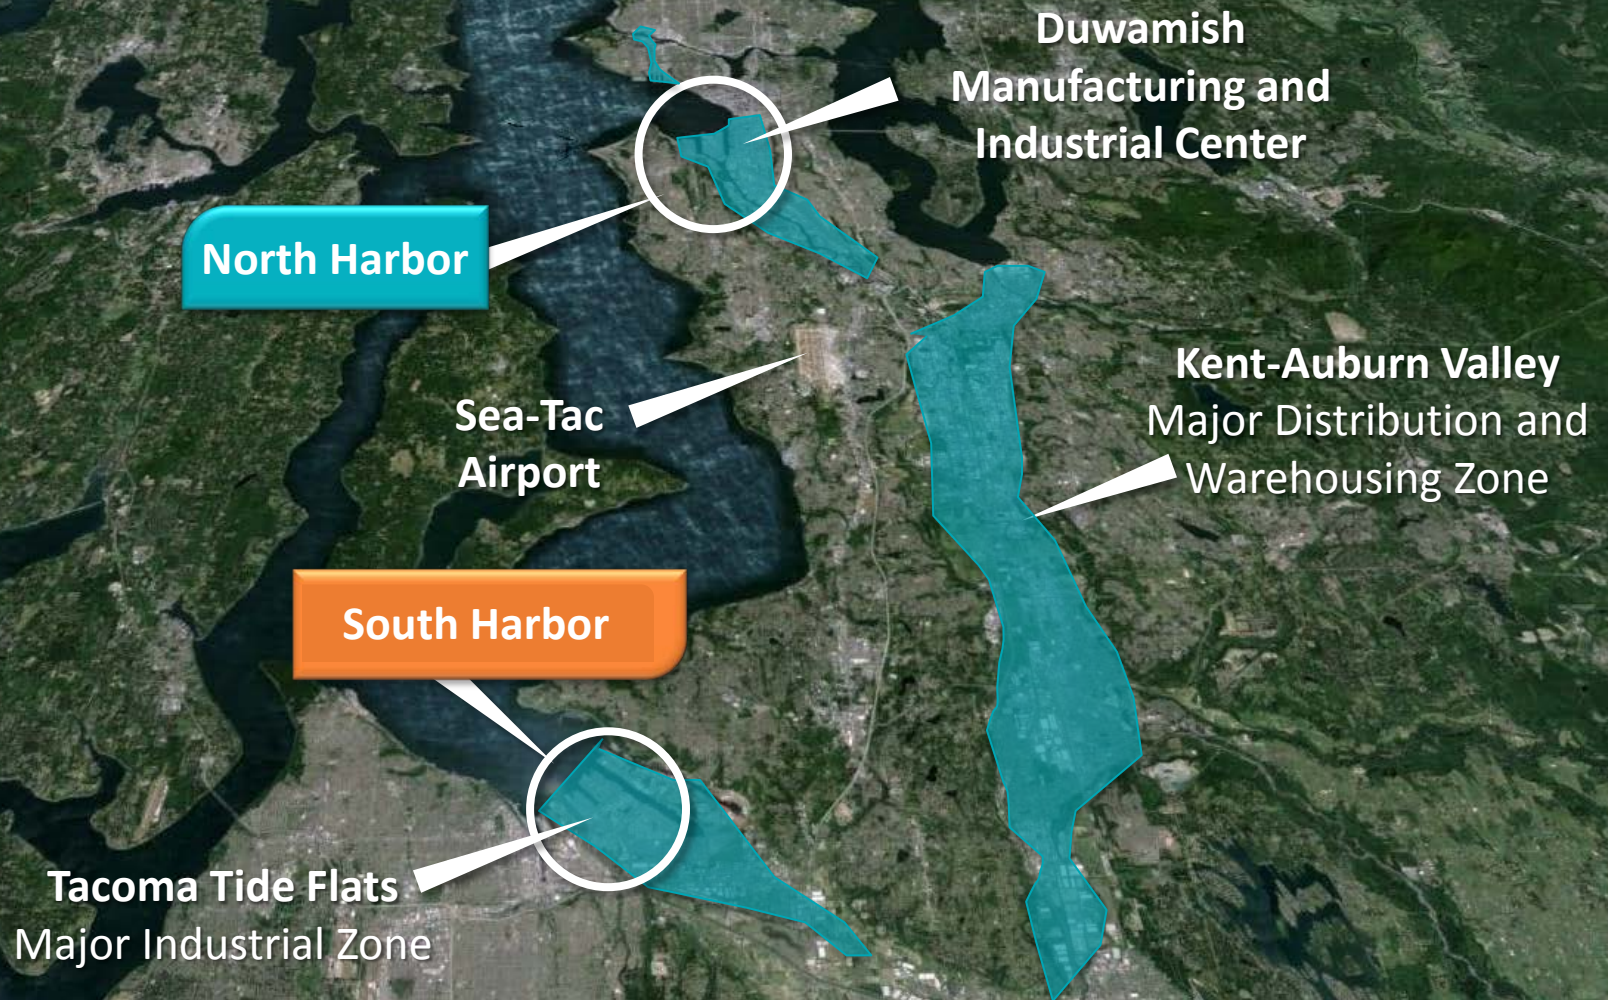 Duwamish
Manufacturing and
Industrial Center
North Harbor
Kent-Auburn Valley
Major Distribution and
Warehousing Zone
Sea-Tac
Airport
South Harbor
Tacoma Tide Flats
Major Industrial Zone